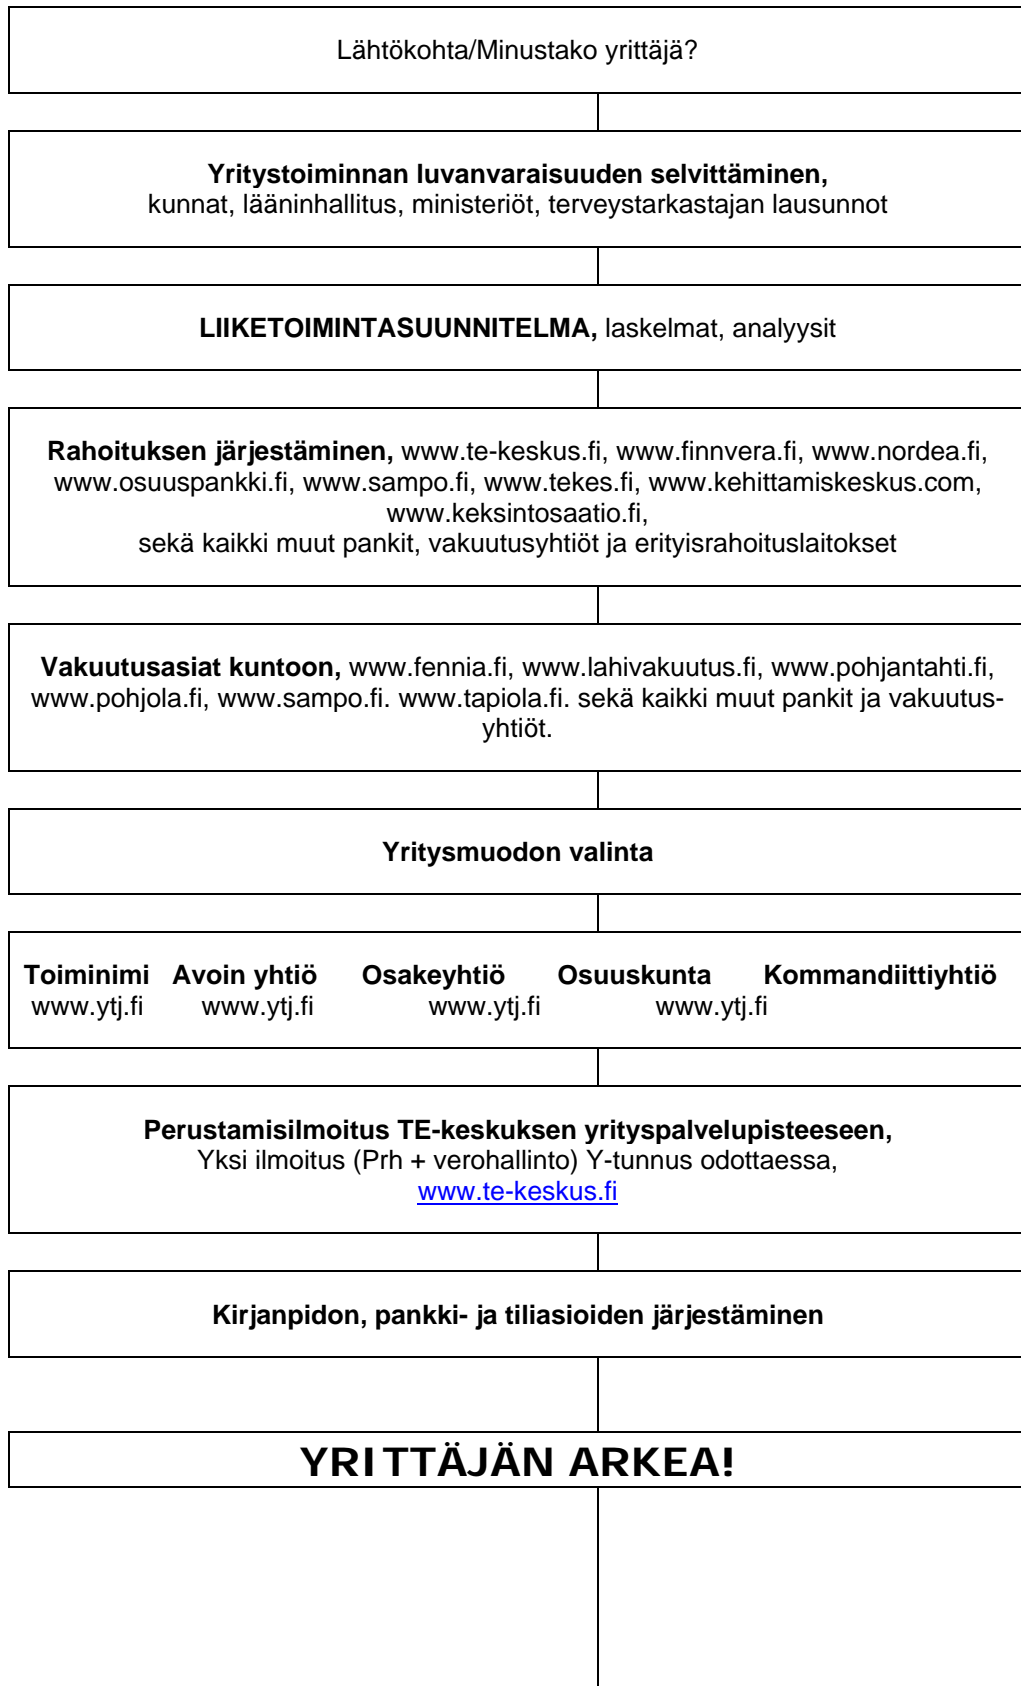 Lähtökohta/Minustako yrittäjä?
Yritystoiminnan luvanvaraisuuden selvittäminen,
kunnat, lääninhallitus, ministeriöt, terveystarkastajan lausunnot
LIIKETOIMINTASUUNNITELMA, laskelmat, analyysit
Rahoituksen järjestäminen, www.te-keskus.fi, www.finnvera.fi, www.nordea.fi,
www.osuuspankki.fi, www.sampo.fi, www.tekes.fi, www.kehittamiskeskus.com,
www.keksintosaatio.fi,
sekä kaikki muut pankit, vakuutusyhtiöt ja erityisrahoituslaitokset
Vakuutusasiat kuntoon, www.fennia.fi, www.lahivakuutus.fi, www.pohjantahti.fi,
www.pohjola.fi, www.sampo.fi. www.tapiola.fi. sekä kaikki muut pankit ja vakuutus-
yhtiöt.
Yritysmuodon valinta
Toiminimi Avoin yhtiö Osakeyhtiö Osuuskunta Kommandiittiyhtiö
www.ytj.fi www.ytj.fi www.ytj.fi www.ytj.fi
Perustamisilmoitus TE-keskuksen yrityspalvelupisteeseen,
Yksi ilmoitus (Prh + verohallinto) Y-tunnus odottaessa,
www.te-keskus.fi
Kirjanpidon, pankki- ja tiliasioiden järjestäminen
YRITTÄJÄN ARKEA!